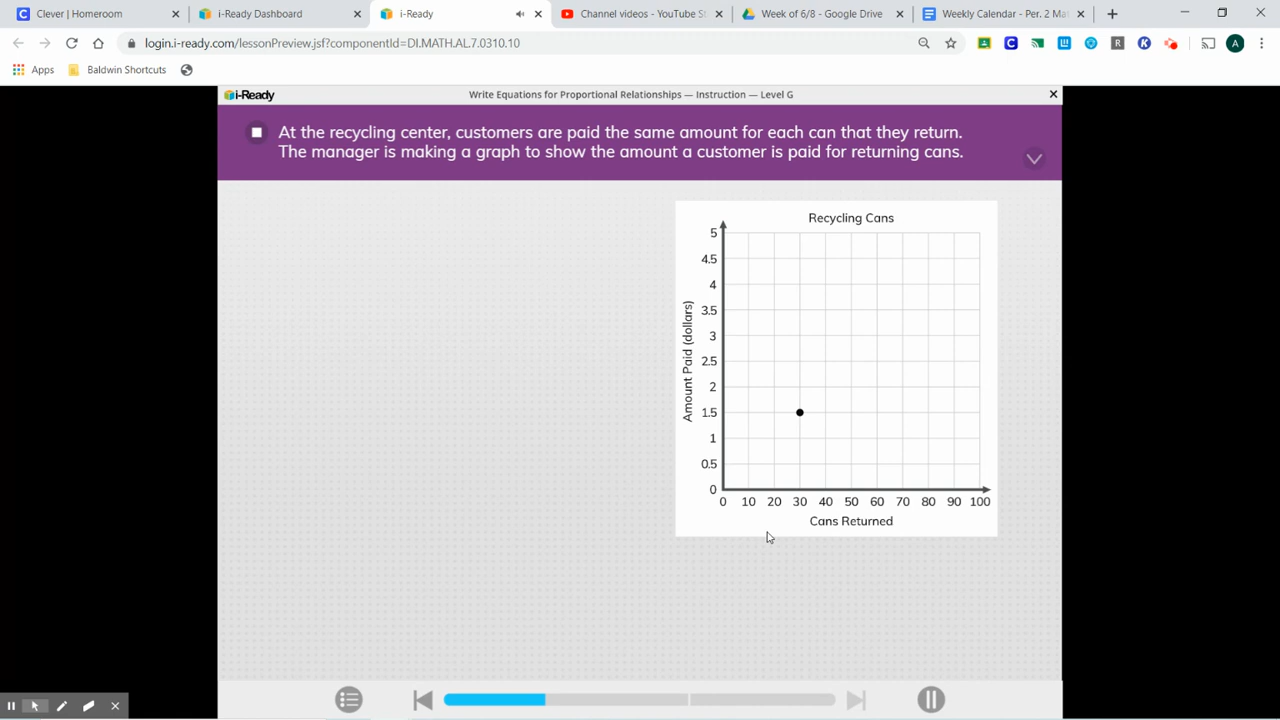 Clever | Homeroom
i-Ready Dashboard
i-Ready
Channel videos - YouTube St
Week of 6/8 - Google Drive
Weekly Calendar - Per. 2 Mat
login.i-ready.com/lessonPreview.jsf?componentId=DI.MATH.AL.7.0310.10
Apps
Baldwin Shortcuts
i-Ready
Write Equations for Proportional Relationships — Instruction — Level G
At the recycling center, customers are paid the same amount for each can that they return.
The manager is making a graph to show the amount a customer is paid for returning cans.
Recycling Cans
5
4.5
4
3.5
3
2.5
2
1.5
1
0.5
0
Amount Paid (dollars)
0 10 20 30 40 50 60 70 80 90 100
Cans Returned